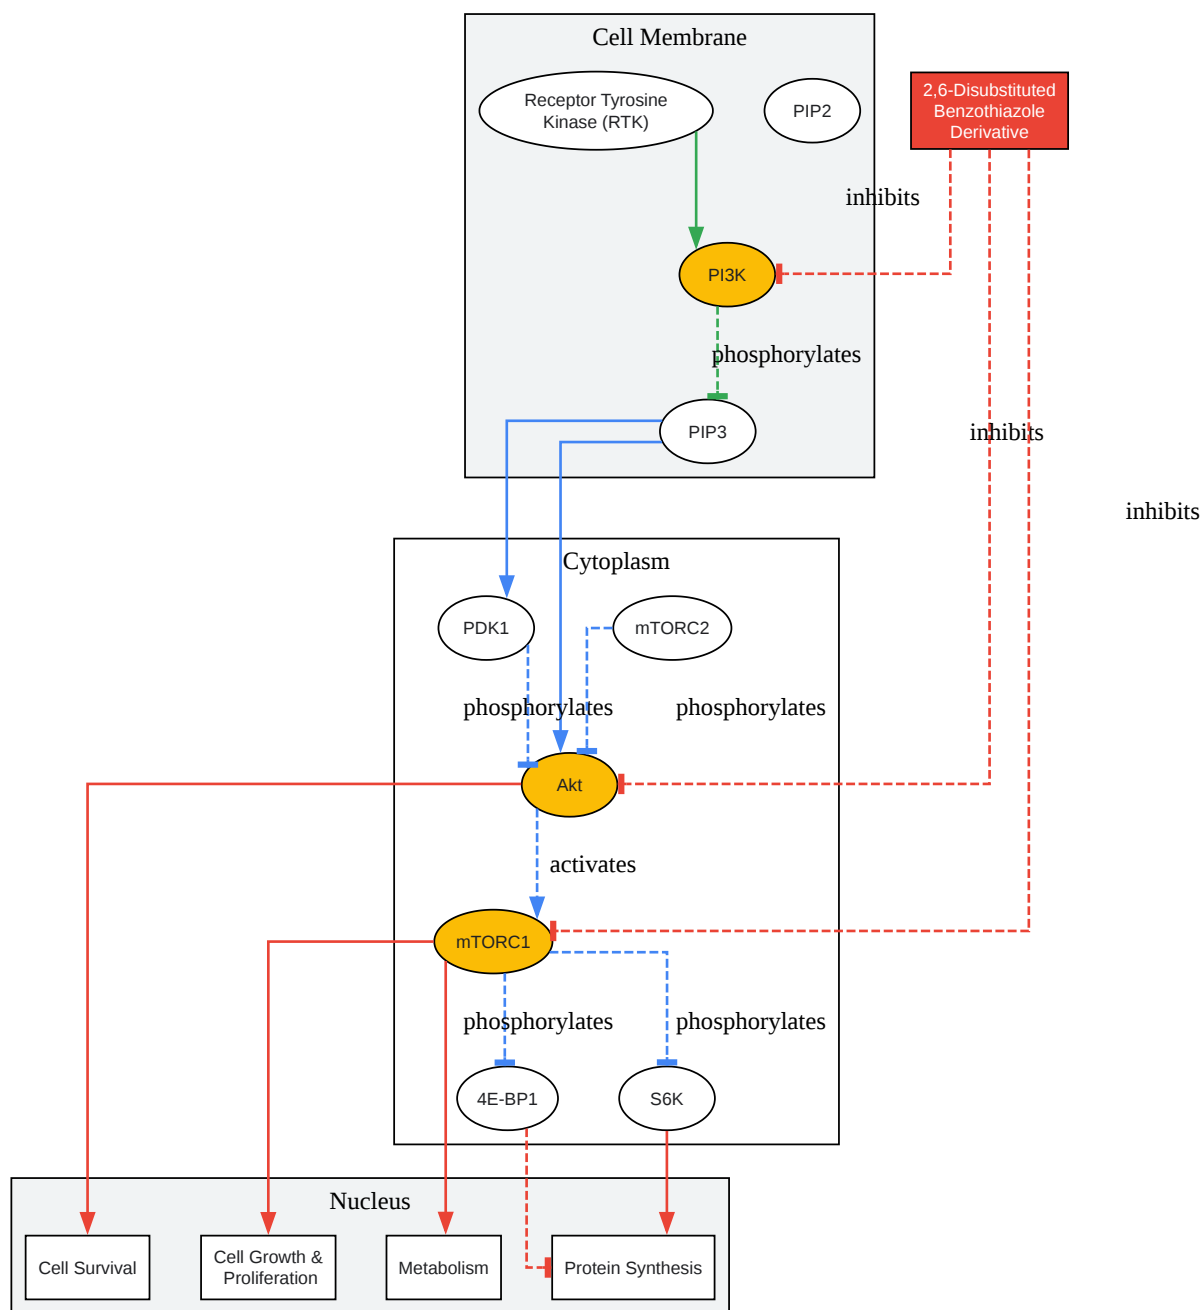 Cell Membrane
Receptor Tyrosine
Kinase (RTK)
PIP2
2,6-Disubstituted
Benzothiazole
Derivative
inhibits
PI3K
phosphorylates
PIP3
inhibits
inhibits
Cytoplasm
PDK1
mTORC2
phosphorylates
phosphorylates
Akt
activates
mTORC1
phosphorylates
phosphorylates
4E-BP1
S6K
Nucleus
Cell Survival
Cell Growth &
Proliferation
Metabolism
Protein Synthesis